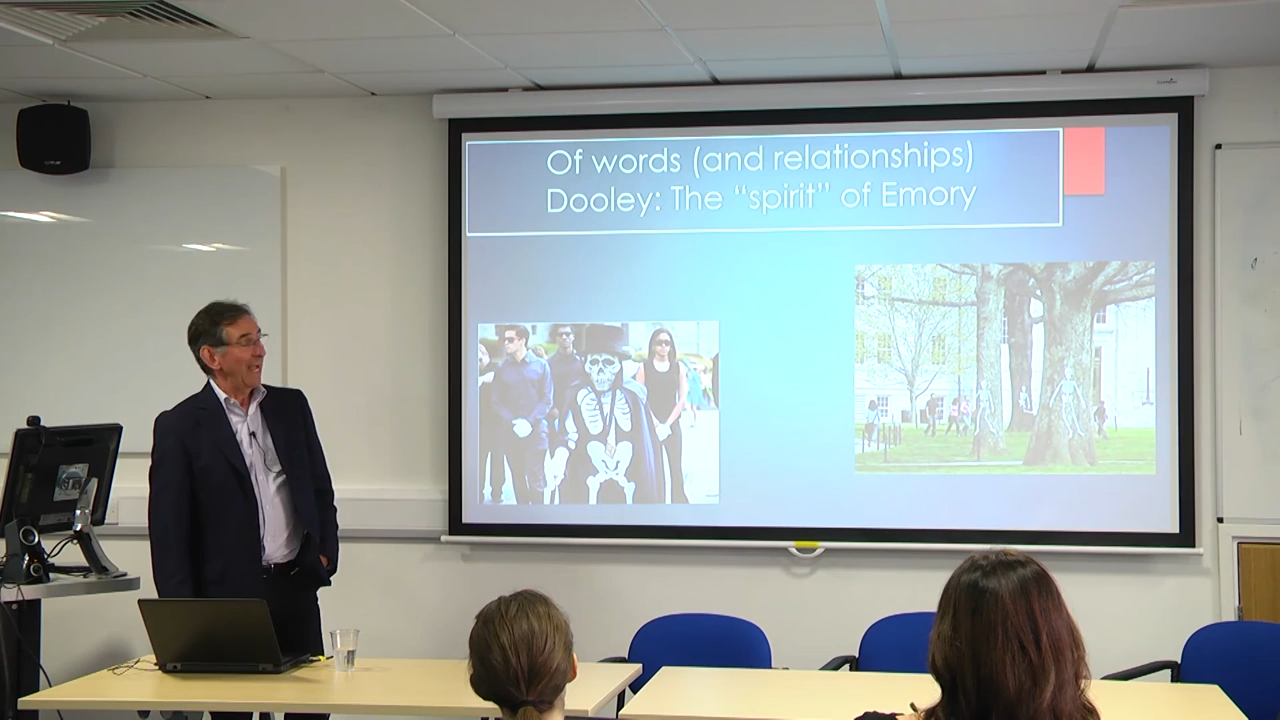 Of words (and relationships)
Dooley: The “spirit” of Emory